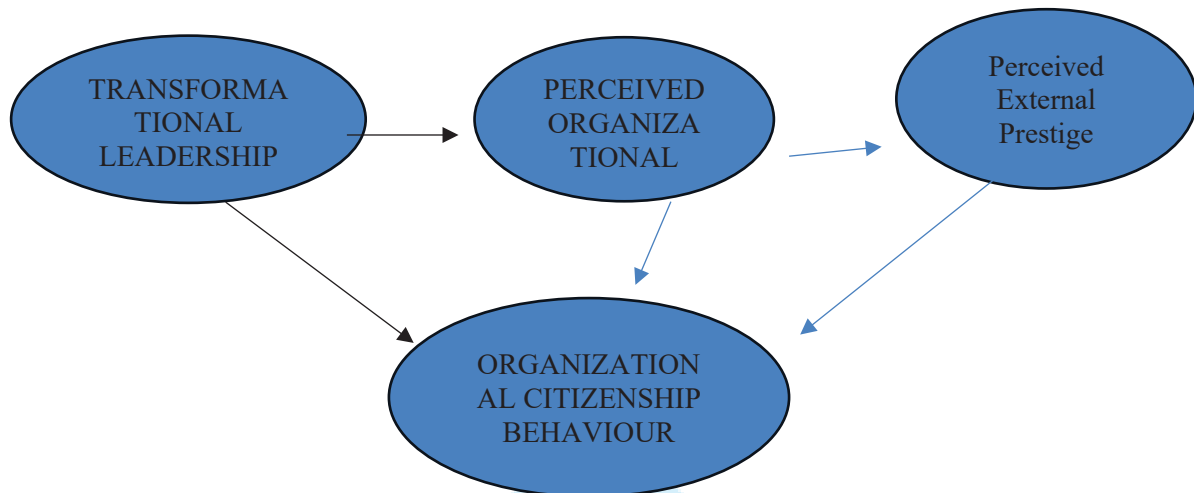 TRANSFORMA
TIONAL
LEADERSHIP
PERCEIVED
ORGANIZA
TIONAL
Perceived
External
Prestige
ORGANIZATION
AL CITIZENSHIP
BEHAVIOUR